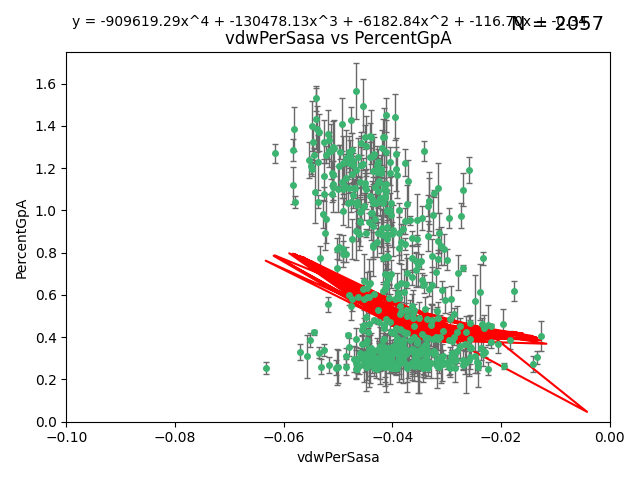 y = -909619.29x^4 + -130478.13x^3 + -6182.84x^2 + -116.70x + -0.34
N = 2057
vdwPerSasa vs PercentGpA
1.6
1.4
1.2
1.0
0.8
0.6
0.4
0.2
0.0
PercentGpA
−0.10 −0.08 −0.06 −0.04 −0.02 0.00
vdwPerSasa